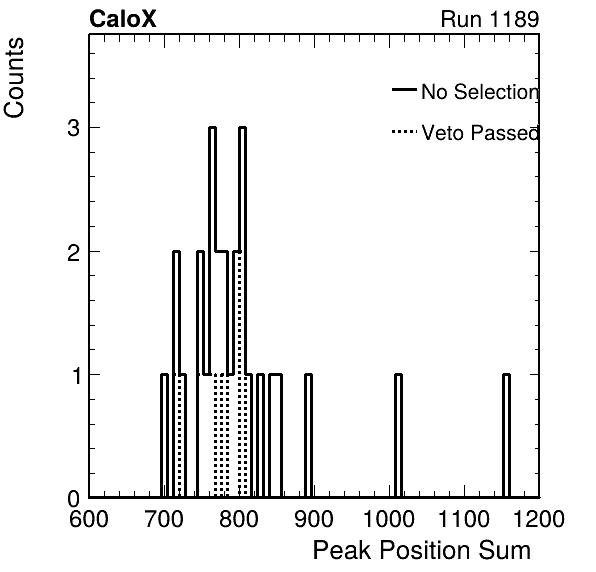 CaloX Run 1189
Counts
No Selection
Veto Passed
3
2
1
0
600 700 800 900 1000 1100 1200
Peak Position Sum